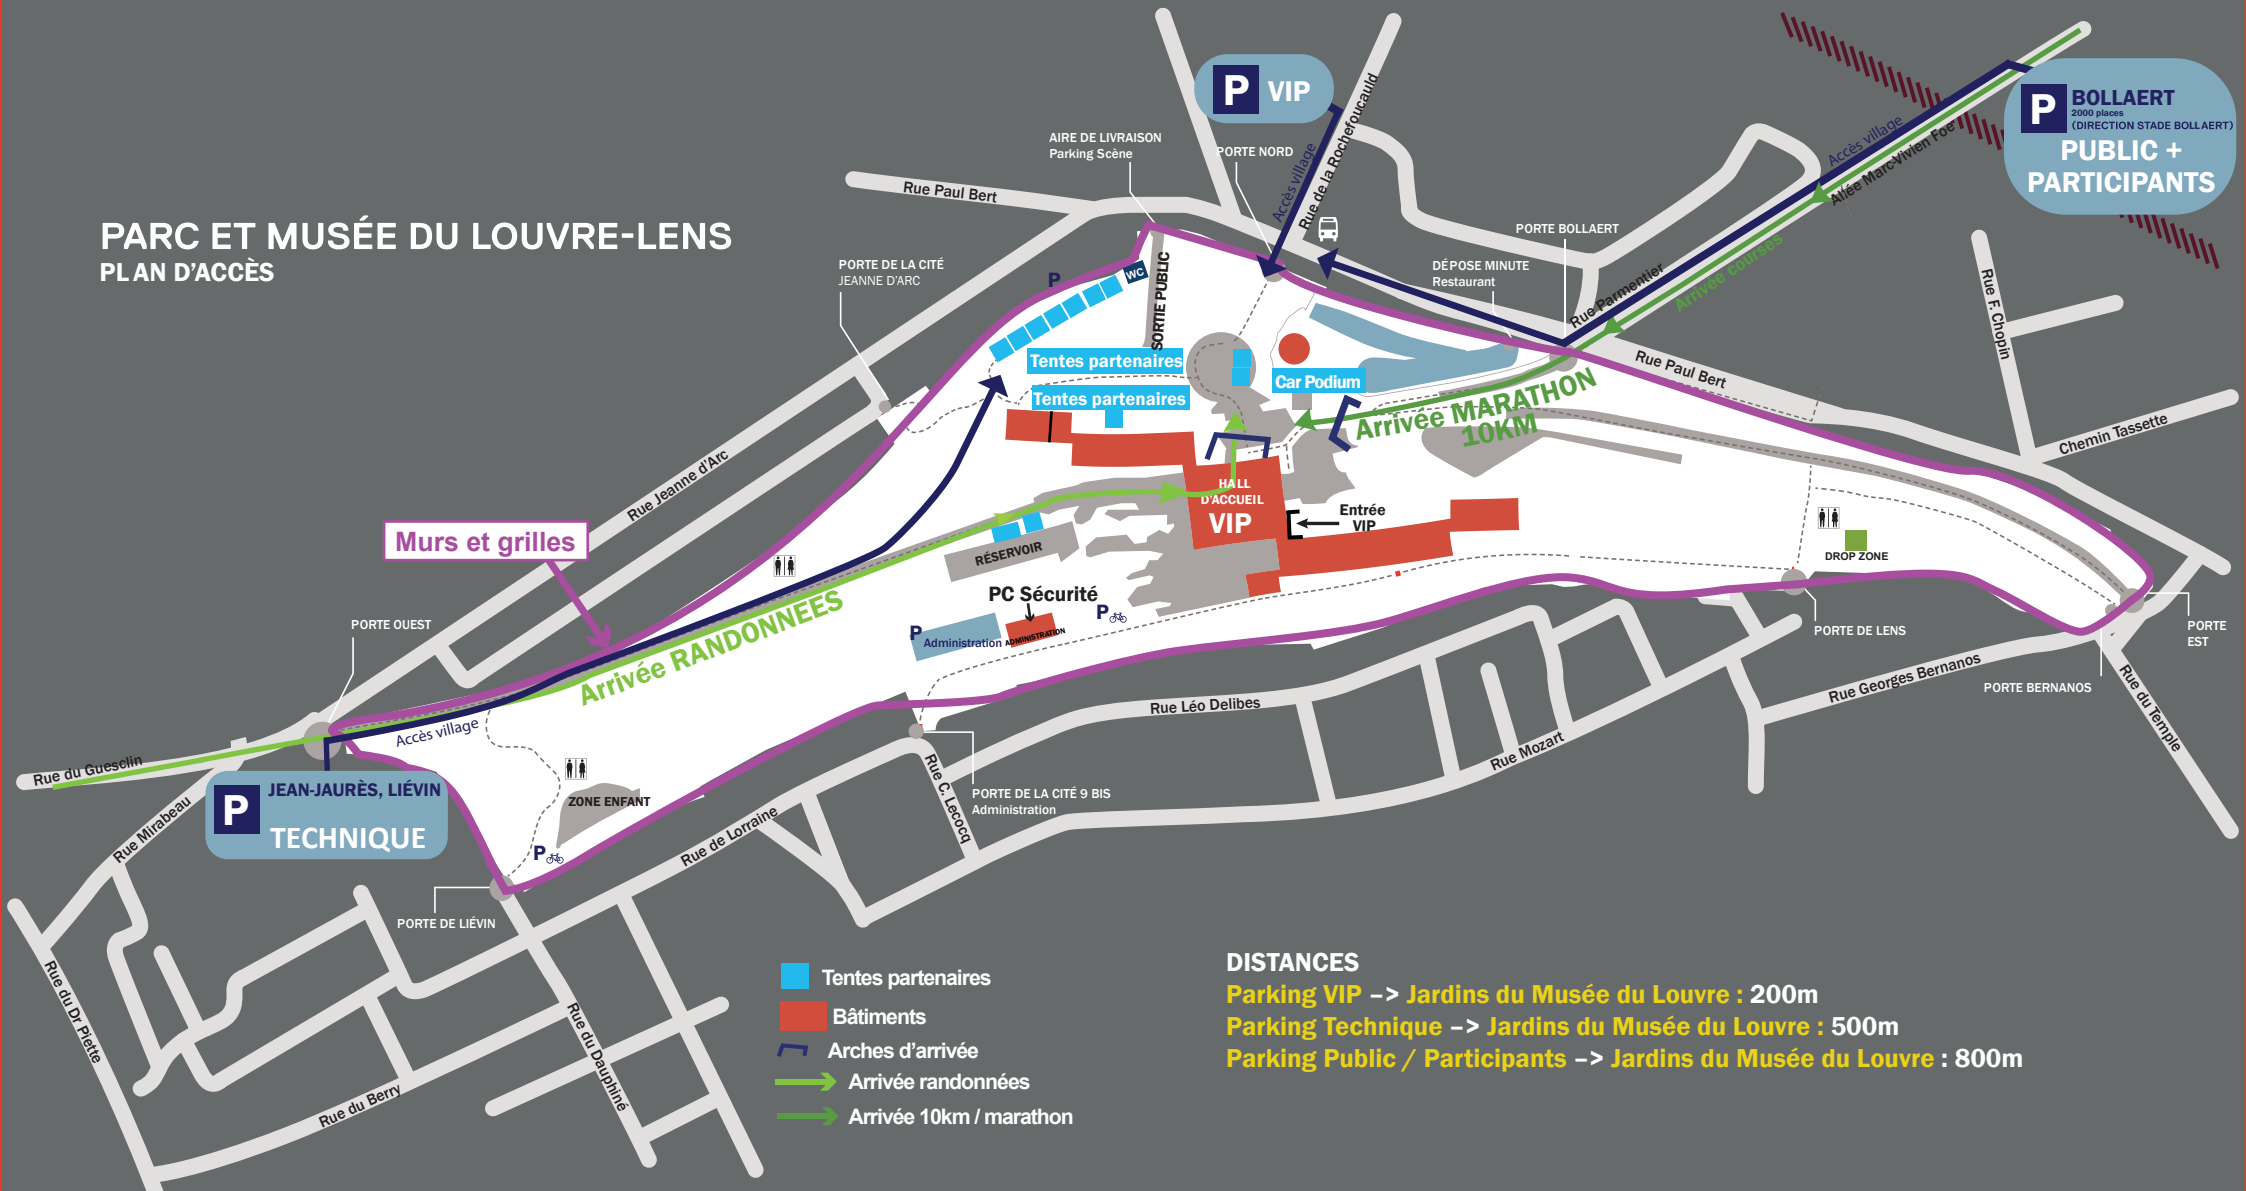 PARC ET MUSÉE DU LOUVRE-LENS
PLAN D'ACCÈS
P VIP
P BOLLAERT
2000 places
(DIRECTION STADE BOLLAERT)
PUBLIC +
PARTICIPANTS
AIRE DE LIVRAISON
Parking Scène
PORTE NORD
Accès village
Rue de la Rochefoucauld
Accès village
Allée Marc-Vivien Foé
Arrivée courses
Rue Paul Bert
PORTE BOLLAERT
DÉPOSE MINUTE
Restaurant
Rue Parmentier
Rue F. Chopin
PORTE DE LA CITÉ
JEANNE D'ARC
P
WC
SORTIE PUBLIC
Tentes partenaires
Tentes partenaires
Car Podium
Rue Paul Bert
Arrivée MARATHON
10KM
Chemin Tassette
Rue Jeanne d'Arc
Murs et grilles
HALL
D'ACCUEIL
VIP
Entrée
VIP
RÉSERVOIR
DROP ZONE
PC Sécurité
P
P
Administration
ADMINISTRATION
Arrivée RANDONNÉES
PORTE OUEST
PORTE DE LENS
PORTE
EST
PORTE BERNANOS
Rue Georges Bernanos
Rue du Temple
Accès village
Rue du Guesclin
P JEAN-JAURÈS, LIÉVIN
TECHNIQUE
Rue Mirabeau
ZONE ENFANT
P
PORTE DE LIÉVIN
Rue de Lorraine
Rue C. Lecocq
PORTE DE LA CITÉ 9 BIS
Administration
Rue Léo Delibes
Rue Mozart
Rue du Dr Piette
Rue du Berry
Rue du Dauphiné
Tentes partenaires
Bâtiments
Arches d'arrivée
Arrivée randonnées
Arrivée 10km / marathon
DISTANCES
Parking VIP –> Jardins du Musée du Louvre : 200m
Parking Technique –> Jardins du Musée du Louvre : 500m
Parking Public / Participants –> Jardins du Musée du Louvre : 800m